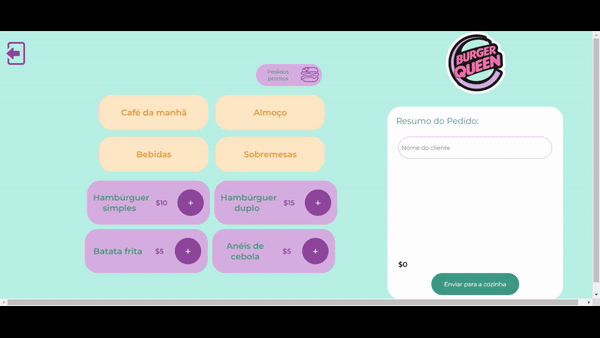 BURGER
QUEEN
Pedidos
prontos
Café da manhã
Almoço
Bebidas
Sobremesas
Hambúrguer
simples
$10
+
Hambúrguer
duplo
$15
+
Batata frita
$5
+
Anéis de
cebola
$5
+
Resumo do Pedido:
Nome do cliente
$0
Enviar para a cozinha